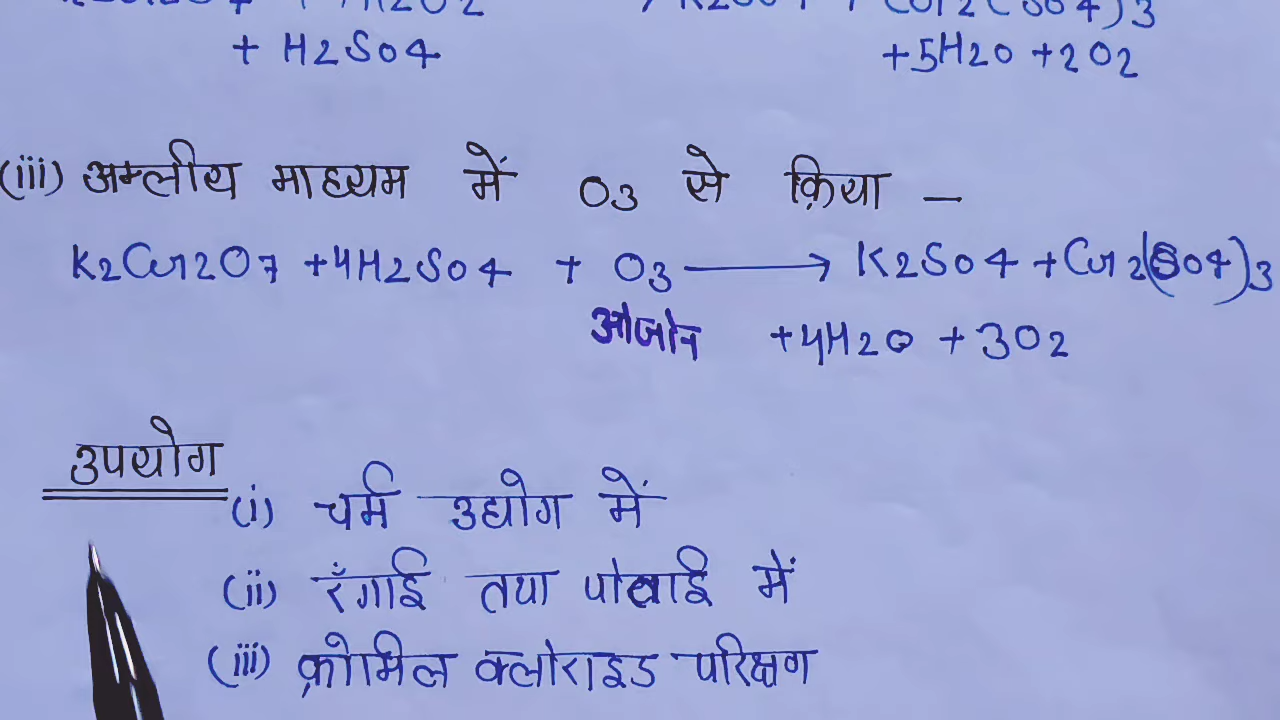 + H2SO4 +5H2O +2O2
(iii) अम्लीय माध्यम में O3 से क्रिया —
K2Cr2O7 +4H2SO4 + O3 ⟶ K2SO4 +Cr2(SO4)3
ओजोन +4H2O + 3O2
उपयोग
(i) चर्म उद्योग में
(ii) रँगाई तथा में
(iii) क्रोमिल क्लोराइड परिक्षण